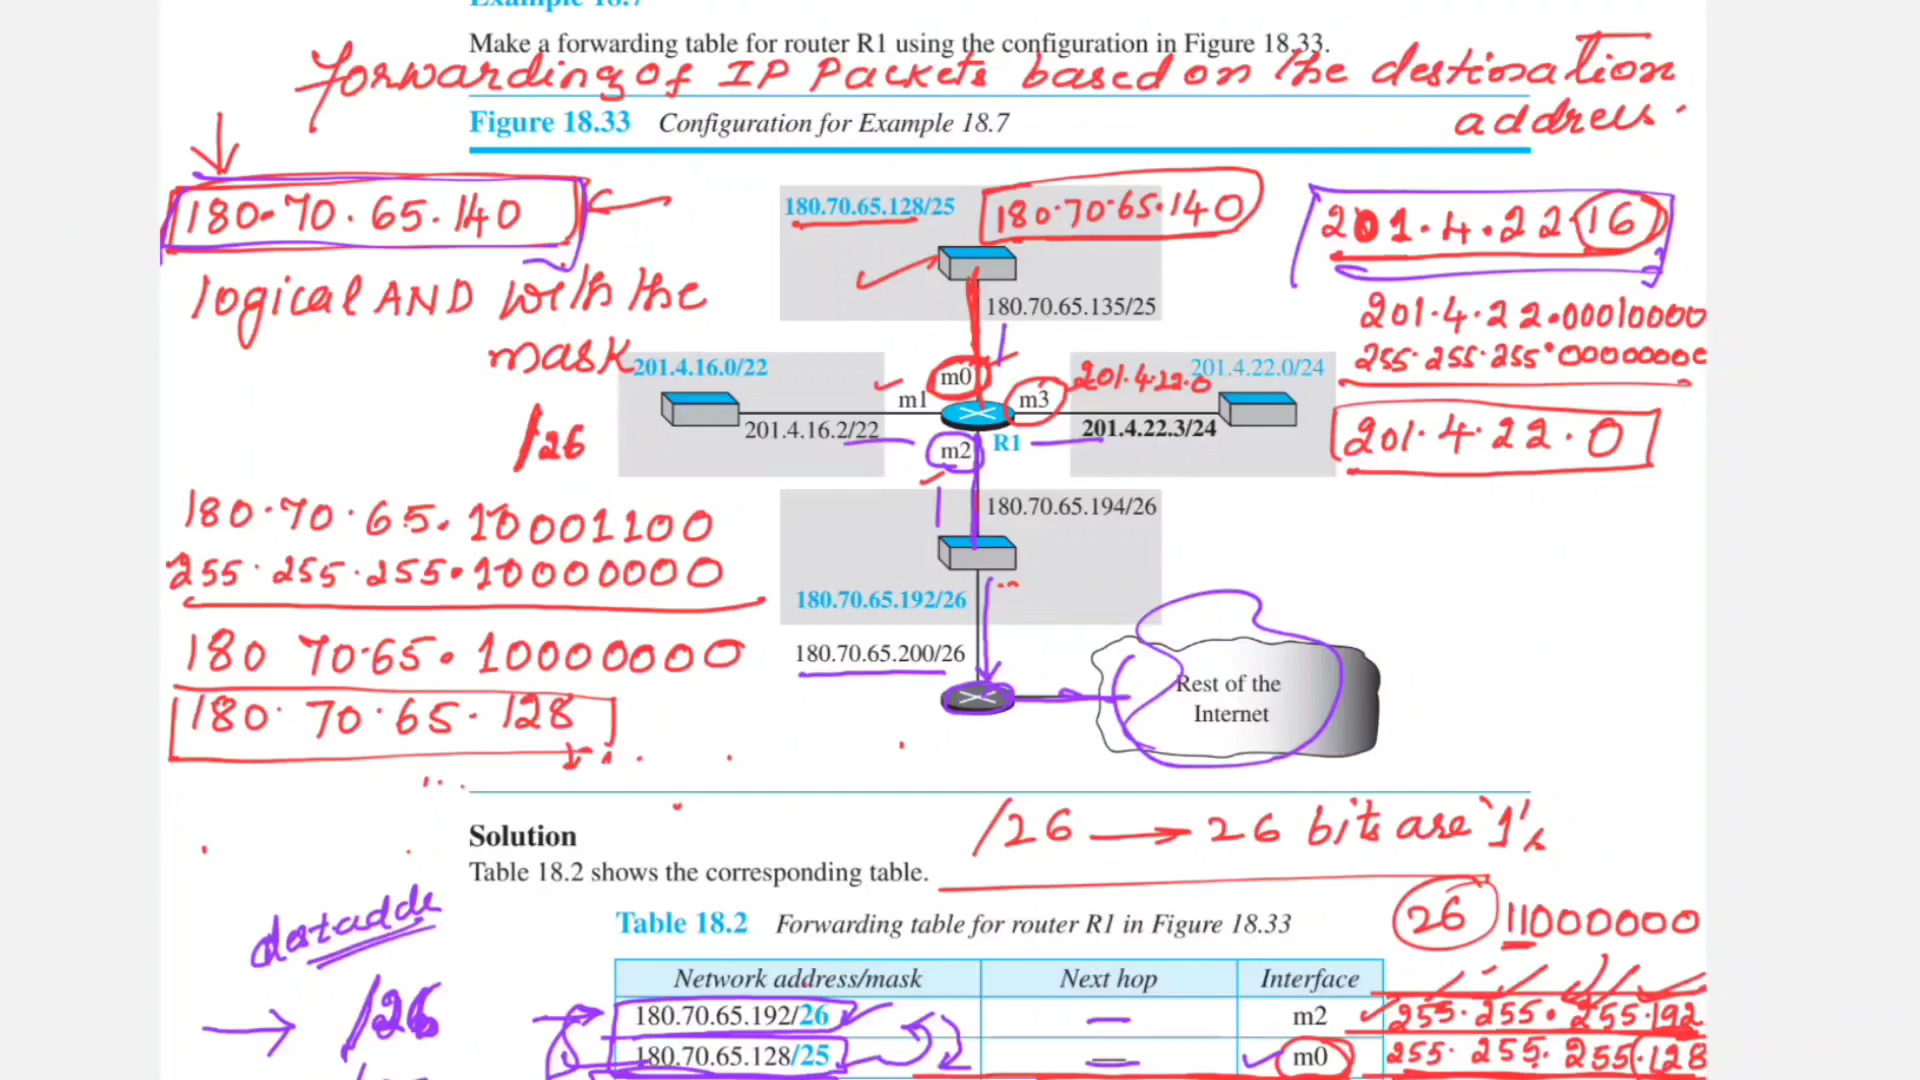 Example 18.7
Make a forwarding table for router R1 using the configuration in Figure 18.33.
forwarding of IP Packets based on the destination
address.
Figure 18.33 Configuration for Example 18.7
180.70.65.140
180.70.65.128/25
180.70.65.140
201.4.22 16
logical AND with the
mask
180.70.65.135/25
201.4.22.00010000
255.255.255.00000000
201.4.16.0/22
m0
201.4.22.0
201.4.22.0/24
m1
m3
201.4.16.2/22
m2
R1
201.4.22.3/24
201.4.22.0
/26
180.70.65.10001100
255.255.255.10000000
180.70.65.194/26
180.70.65.192/26
180 70.65.10000000
180.70.65.200/26
180.70.65.128
Rest of the
Internet
/26 → 26 bits are '1's
Solution
Table 18.2 shows the corresponding table.
26 11000000
Table 18.2 Forwarding table for router R1 in Figure 18.33
Network address/mask Next hop Interface
180.70.65.192/26 — m2 255.255.255.192
→ /26
180.70.65.128/25 — m0 255.255.255.128